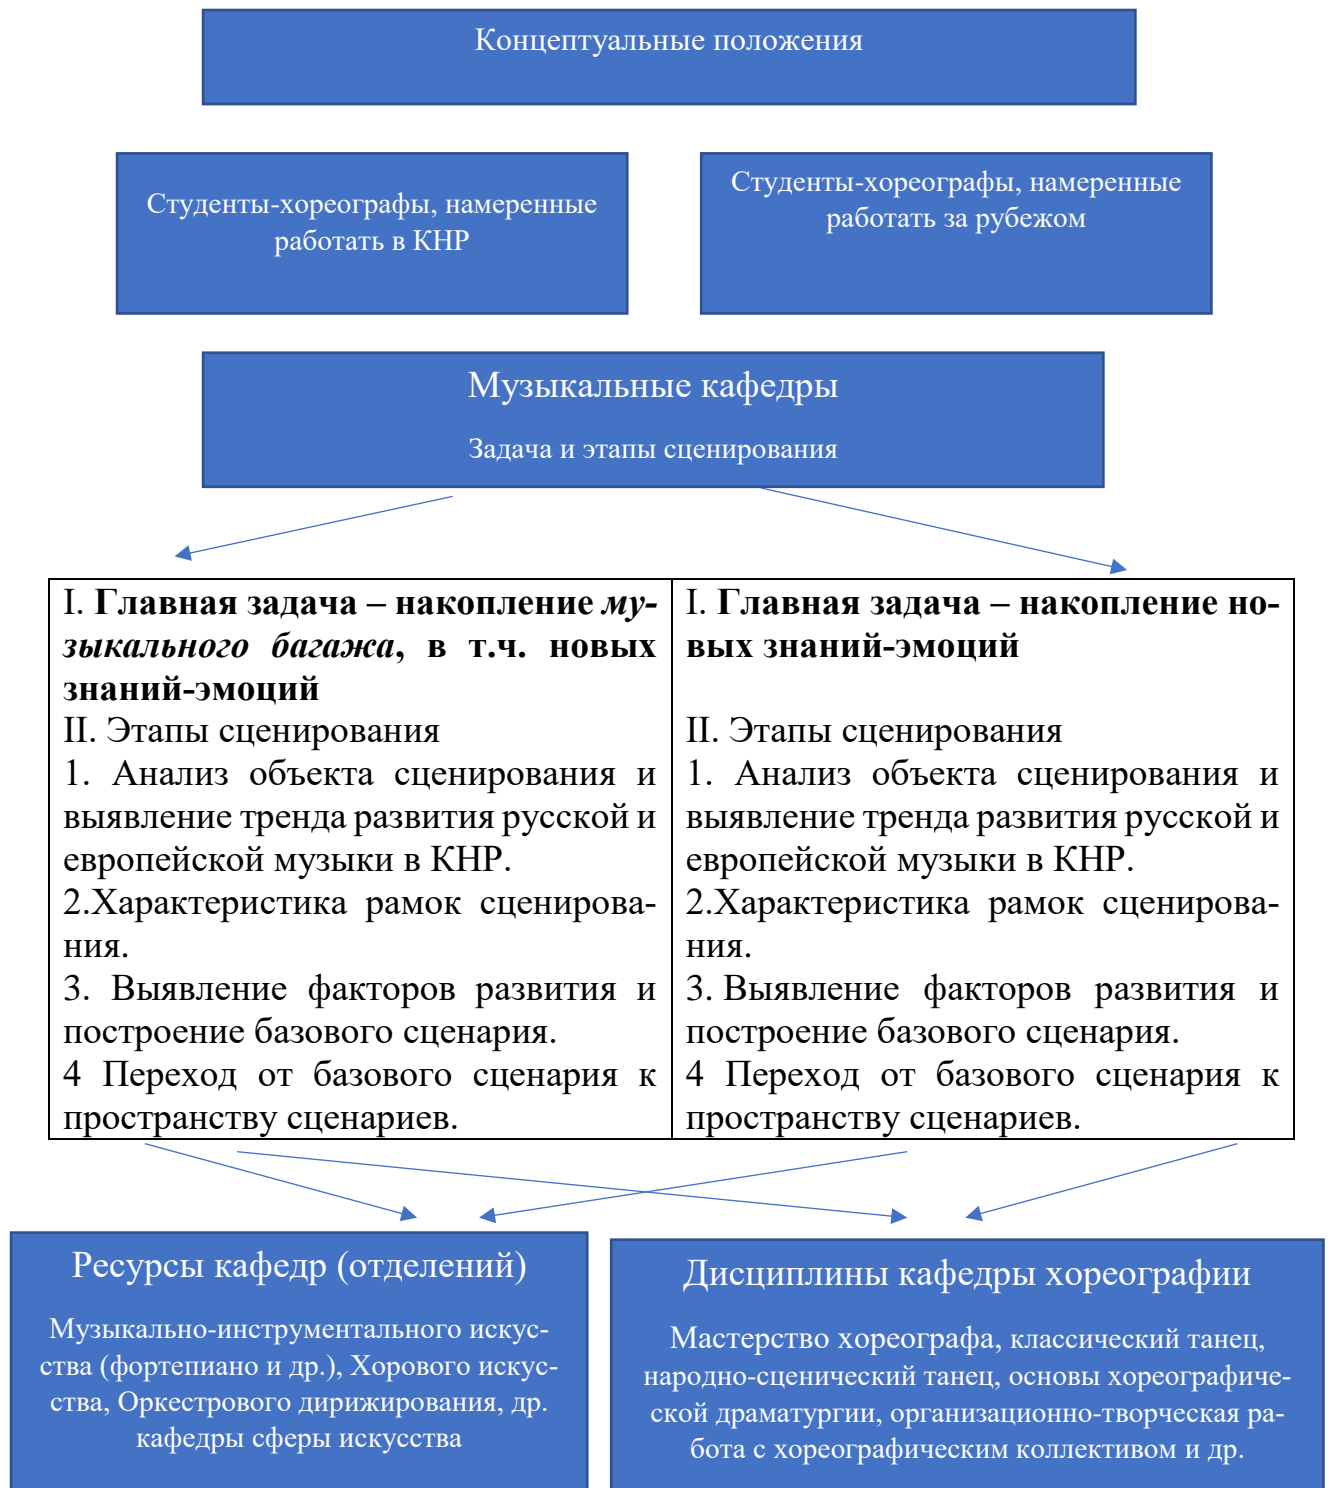 Концептуальные положения
Студенты-хореографы, намеренные
работать в КНР
Студенты-хореографы, намеренные
работать за рубежом
Музыкальные кафедры
Задача и этапы сценирования
I. Главная задача – накопление му-
зыкального багажа, в т.ч. новых
знаний-эмоций
II. Этапы сценирования
1. Анализ объекта сценирования и
выявление тренда развития русской и
европейской музыки в КНР.
2.Характеристика рамок сценирова-
ния.
3. Выявление факторов развития и
построение базового сценария.
4 Переход от базового сценария к
пространству сценариев.
I. Главная задача – накопление но-
вых знаний-эмоций
II. Этапы сценирования
1. Анализ объекта сценирования и
выявление тренда развития русской и
европейской музыки в КНР.
2.Характеристика рамок сценирова-
ния.
3. Выявление факторов развития и
построение базового сценария.
4 Переход от базового сценария к
пространству сценариев.
Ресурсы кафедр (отделений)
Музыкально-инструментального искус-
ства (фортепиано и др.), Хорового искус-
ства, Оркестрового дирижирования, др.
кафедры сферы искусства
Дисциплины кафедры хореографии
Мастерство хореографа, классический танец,
народно-сценический танец, основы хореографиче-
ской драматургии, организационно-творческая ра-
бота с хореографическим коллективом и др.